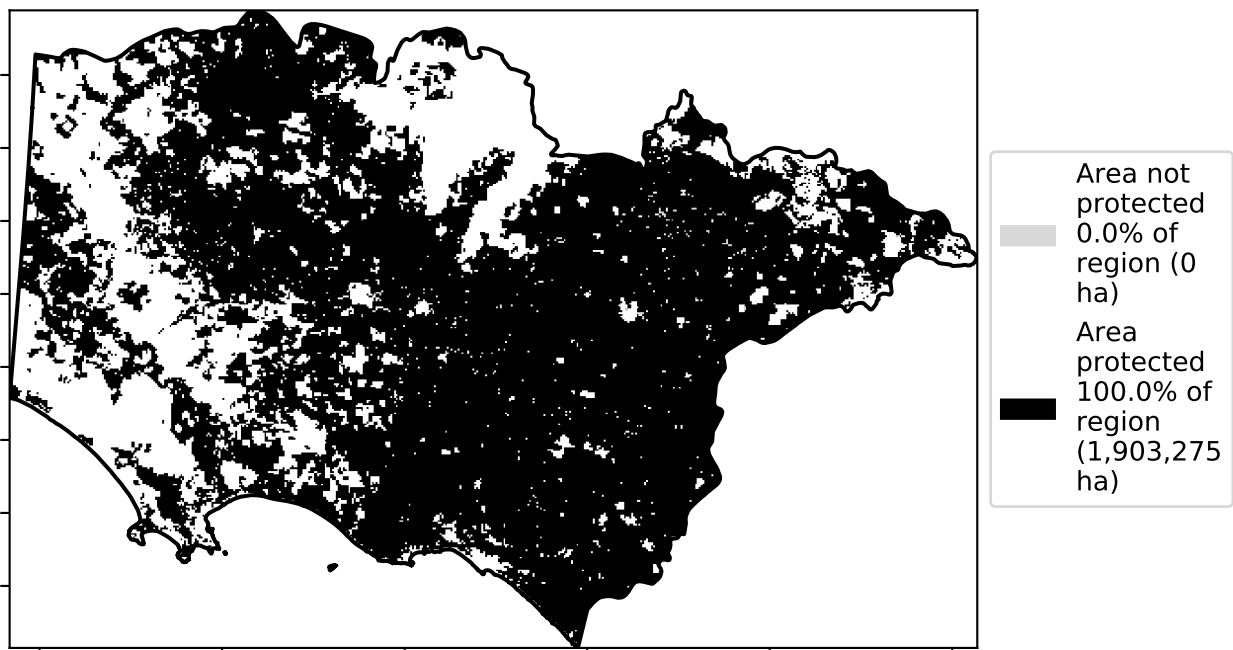 Area not
protected
0.0% of
region (0
ha)
Area
protected
100.0% of
region
(1,903,275
ha)